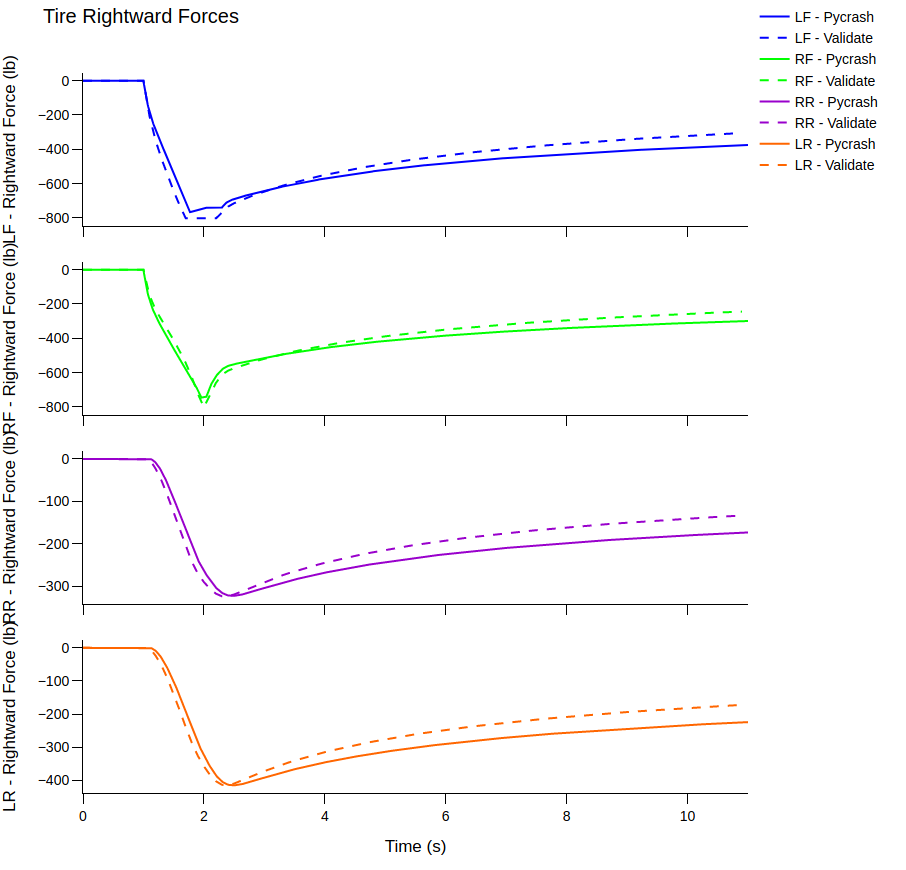 Tire Rightward Forces
LF - Pycrash
LF - Validate
RF - Pycrash
RF - Validate
RR - Pycrash
RR - Validate
LR - Pycrash
LR - Validate
LF - Rightward Force (lb)
0
−200
−400
−600
−800
RF - Rightward Force (lb)
0
−200
−400
−600
−800
RR - Rightward Force (lb)
0
−100
−200
−300
LR - Rightward Force (lb)
0
−100
−200
−300
−400
0 2 4 6 8 10
Time (s)